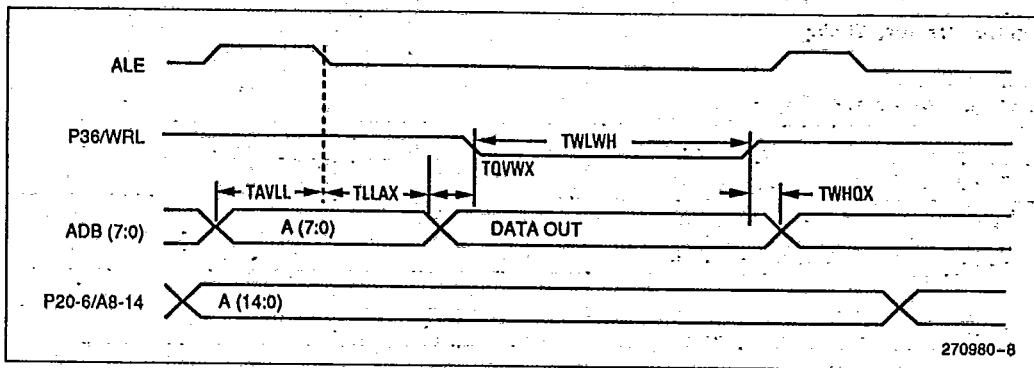 ALE
P36/WRL
TWLWH
TQVWX
TAVLL
TLLAX
TWHQX
ADB (7:0)
A (7:0)
DATA OUT
P20-6/A8-14
A (14:0)
270980-8